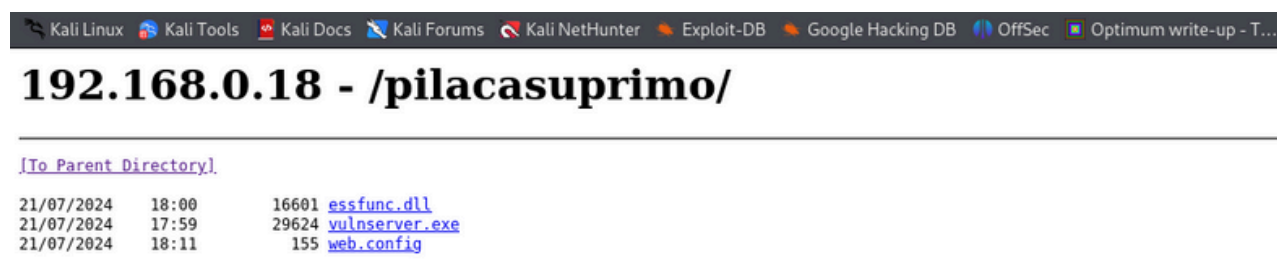 Kali Linux Kali Tools Kali Docs Kali Forums Kali NetHunter Exploit-DB Google Hacking DB OffSec Optimum write-up - T...
192.168.0.18 - /pilacasuprimo/
[To Parent Directory]
21/07/2024 18:00 16601 essfunc.dll
21/07/2024 17:59 29624 vulnserver.exe
21/07/2024 18:11 155 web.config